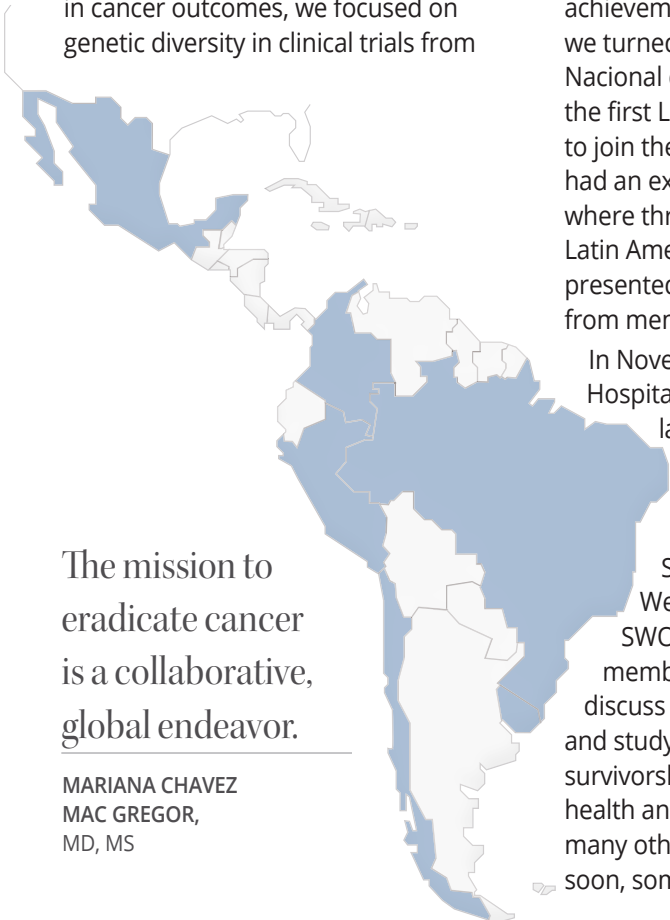 in cancer outcomes, we focused on
genetic diversity in clinical trials from
The mission to
eradicate cancer
is a collaborative,
global endeavor.
MARIANA CHAVEZ
MAC GREGOR,
MD, MS
achievem
we turned
Nacional
the first L
to join the
had an ex
where thr
Latin Ame
presented
from mem
In Nove
Hospita
la
S
We
SWO
memb
discuss
and study
survivorsh
health an
many oth
soon, som